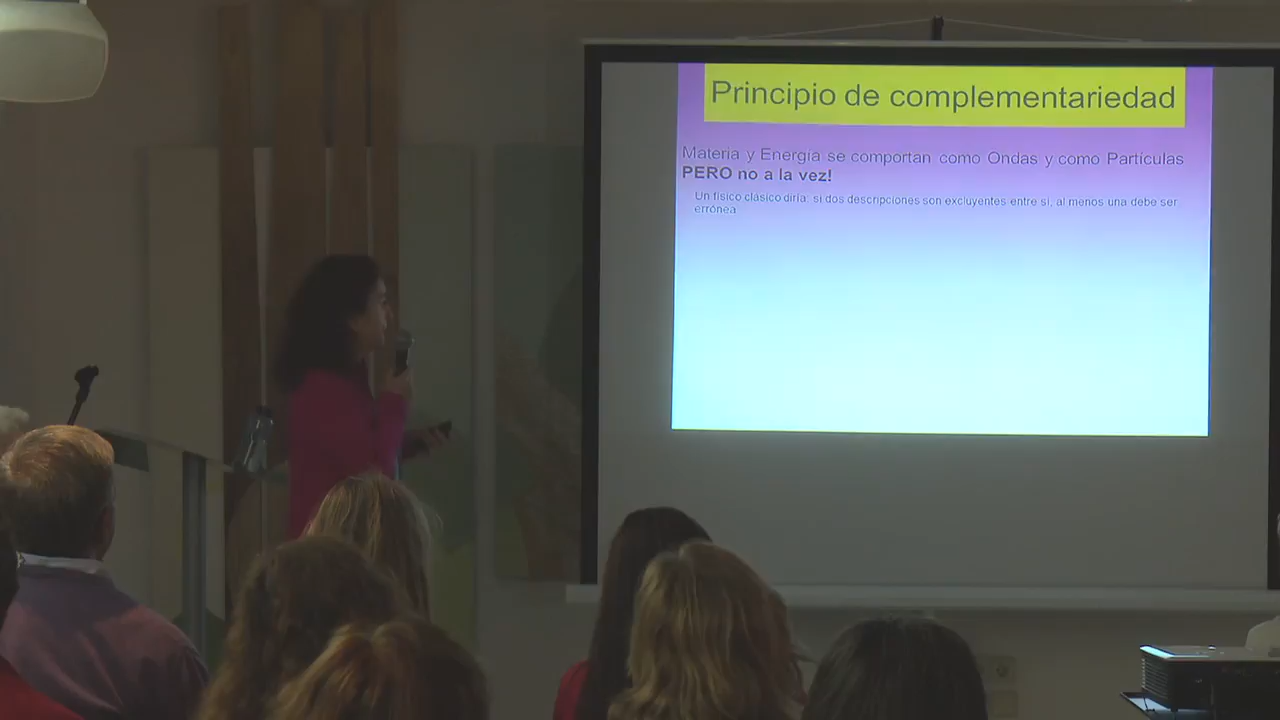 Principio de complementariedad
Materia y Energía se comportan como Ondas y como Partículas
PERO no a la vez!
Un físico clásico diría: si dos descripciones son excluyentes entre sí, al menos una debe ser
errónea